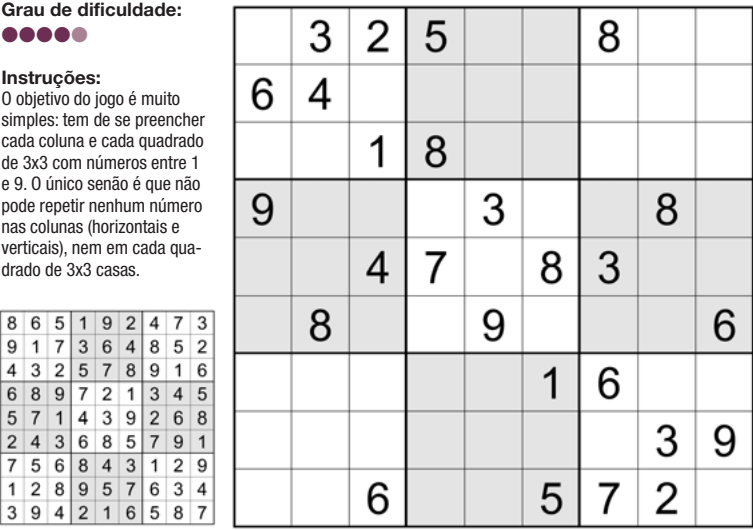 Grau de dificuldade:
Instruções:
O objetivo do jogo é muito
simples: tem de se preencher
cada coluna e cada quadrado
de 3x3 com números entre 1
e 9. O único senão é que não
pode repetir nenhum número
nas colunas (horizontais e
verticais), nem em cada qua-
drado de 3x3 casas.
8 6 5 1 9 2 4 7 3
9 1 7 3 6 4 8 5 2
4 3 2 5 7 8 9 1 6
6 8 9 7 2 1 3 4 5
5 7 1 4 3 9 2 6 8
2 4 3 6 8 5 7 9 1
7 5 6 8 4 3 1 2 9
1 2 8 9 5 7 6 3 4
3 9 4 2 1 6 5 8 7
3 2 5 8
6 4
1 8
9 3 8
4 7 8 3
8 9 6
1 6
3 9
6 5 7 2